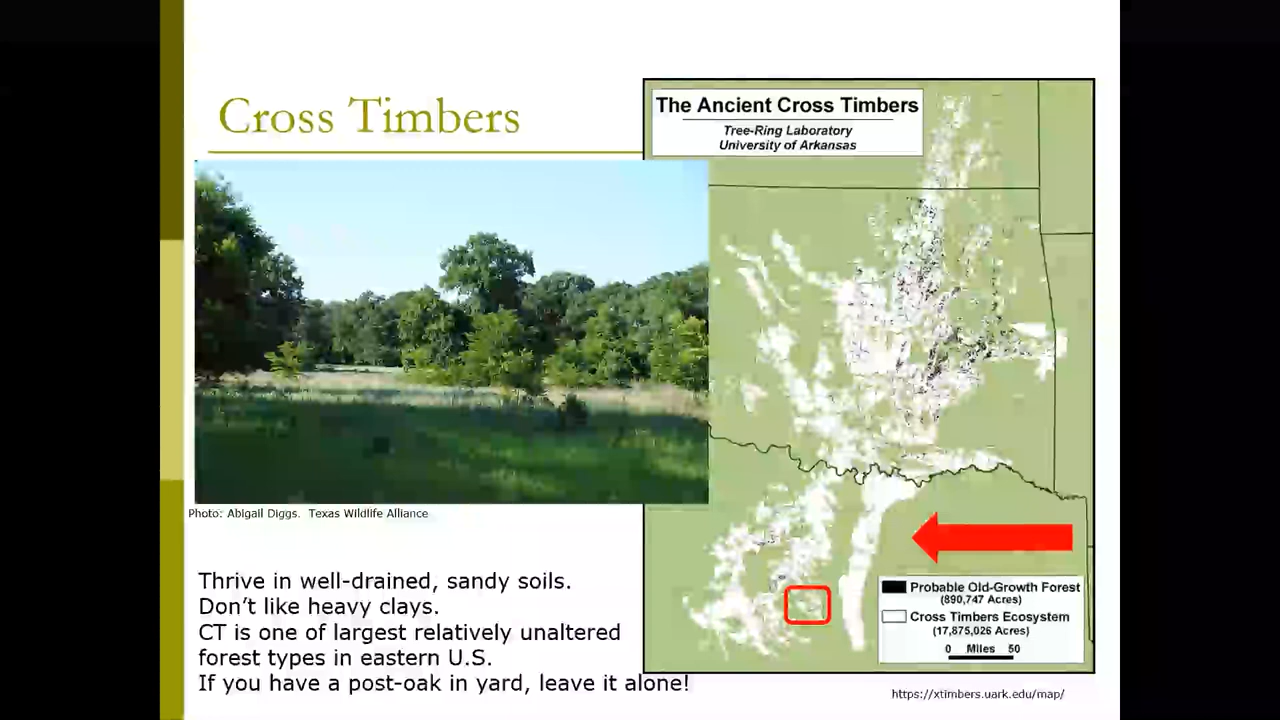 Cross Timbers
The Ancient Cross Timbers
Tree-Ring Laboratory
University of Arkansas
Photo: Abigail Diggs. Texas Wildlife Alliance
Thrive in well-drained, sandy soils.
Don’t like heavy clays.
CT is one of largest relatively unaltered
forest types in eastern U.S.
If you have a post-oak in yard, leave it alone!
Probable Old-Growth Forest
(890,747 Acres)
Cross Timbers Ecosystem
(17,875,026 Acres)
0 Miles 50
https://xtimbers.uark.edu/map/